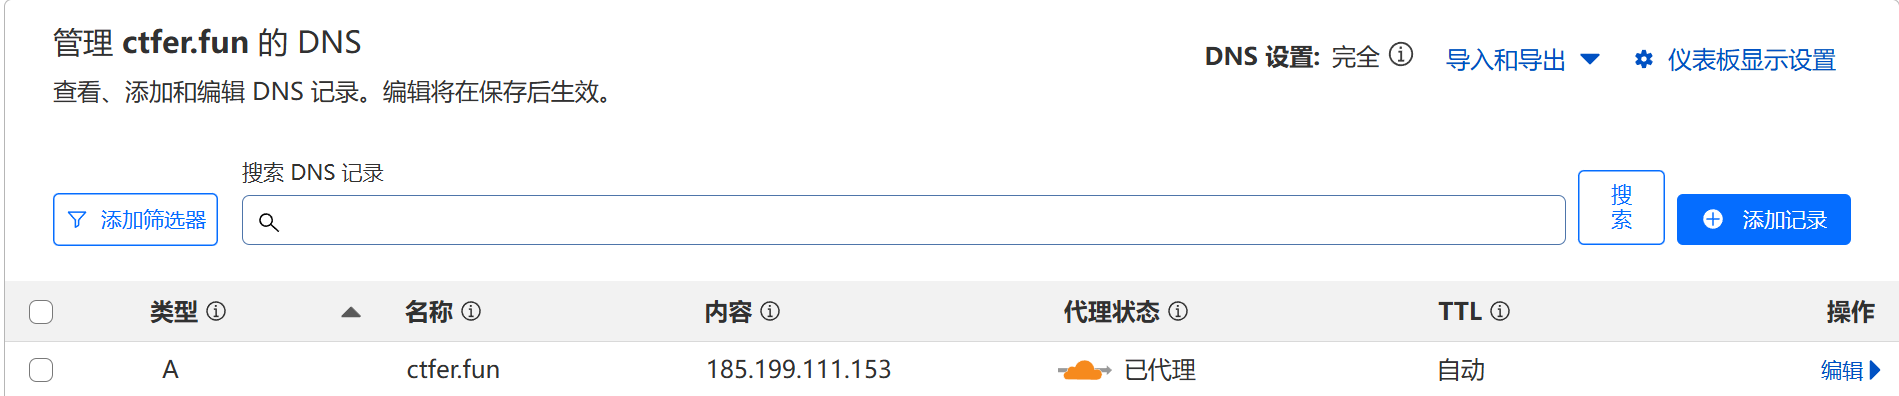 管理 ctfer.fun 的 DNS
DNS 设置: 完全
导入和导出
仪表板显示设置
查看、添加和编辑 DNS 记录。编辑将在保存后生效。
搜索 DNS 记录
添加筛选器
搜索
添加记录
类型 名称 内容 代理状态 TTL 操作
A ctfer.fun 185.199.111.153 已代理 自动 编辑